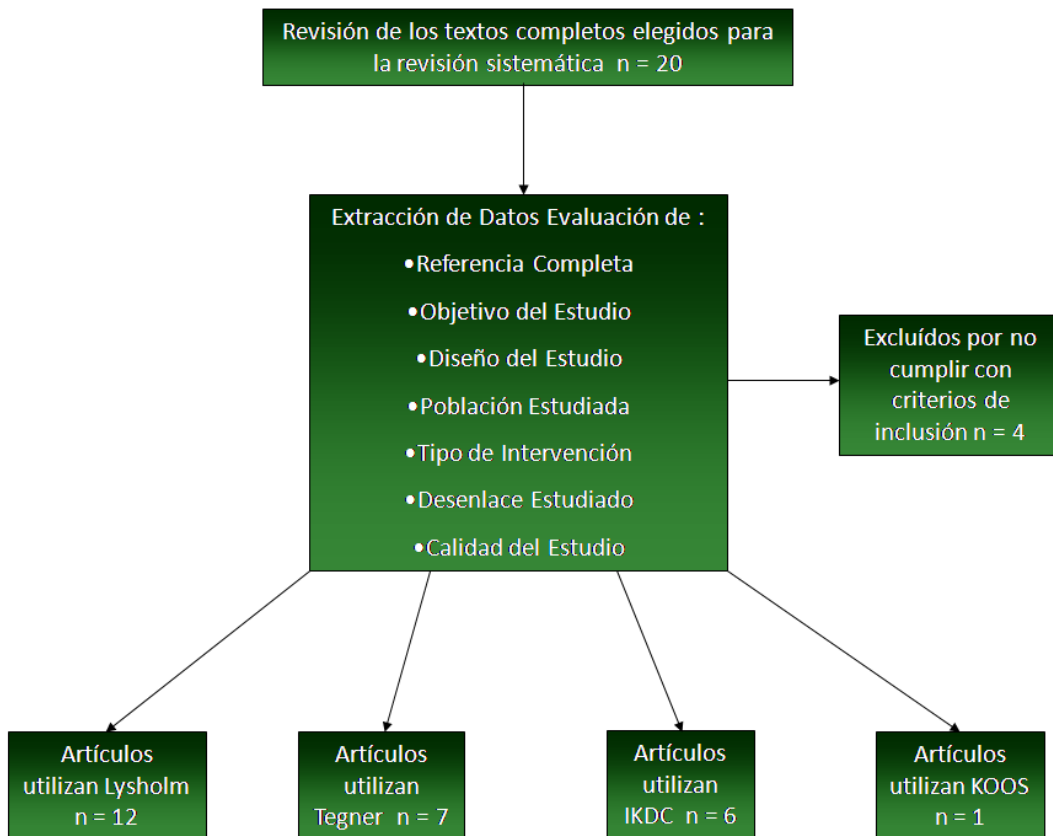 Revisión de los textos completos elegidos para
la revisión sistemática n = 20
Extracción de Datos Evaluación de :
•Referencia Completa
•Objetivo del Estudio
•Diseño del Estudio
•Población Estudiada
•Tipo de Intervención
•Desenlace Estudiado
•Calidad del Estudio
Excluídos por no
cumplir con
criterios de
inclusión n = 4
Artículos
utilizan Lysholm
n = 12
Artículos
utilizan
Tegner n = 7
Artículos
utilizan
IKDC n = 6
Artículos
utilizan KOOS
n = 1